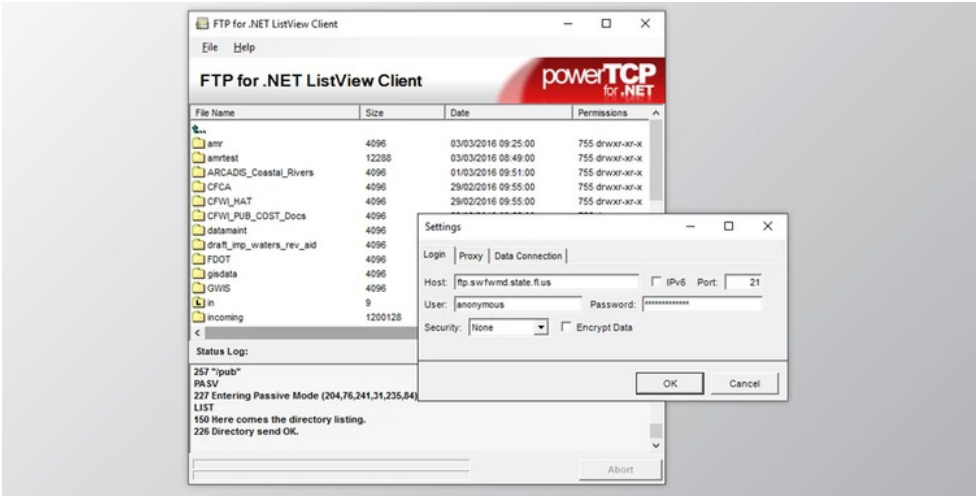 FTP for .NET ListView Client
File Help
FTP for .NET ListView Client
powerTCP
for .NET
File Name Size Date Permissions
amr 4096 03/03/2016 09:25:00 755 drwxr-xr-x
amrtest 12288 03/03/2016 08:49:00 755 drwxr-xr-x
ARCADIS_Coastal_Rivers 4096 01/03/2016 09:51:00 755 drwxr-xr-x
CFCA 4096 29/02/2016 09:55:00 755 drwxr-xr-x
CFWI_HAT 4096 29/02/2016 09:55:00 755 drwxr-xr-x
CFWI_PUB_COST_Docs 4096
datamaint 4096
draft_imp_waters_rev_aid 4096
FDOT 4096
gisdata 4096
GWIS 4096
in 9
incoming 1200128
Settings
Login Proxy Data Connection
Host: ftp.swfwmd.state.fl.us IPv6 Port: 21
User: anonymous Password: *************
Security: None Encrypt Data
OK Cancel
Status Log:
257 "/pub"
PASV
227 Entering Passive Mode (204,76,241,31,235,84)
LIST
150 Here comes the directory listing.
226 Directory send OK.
Abort